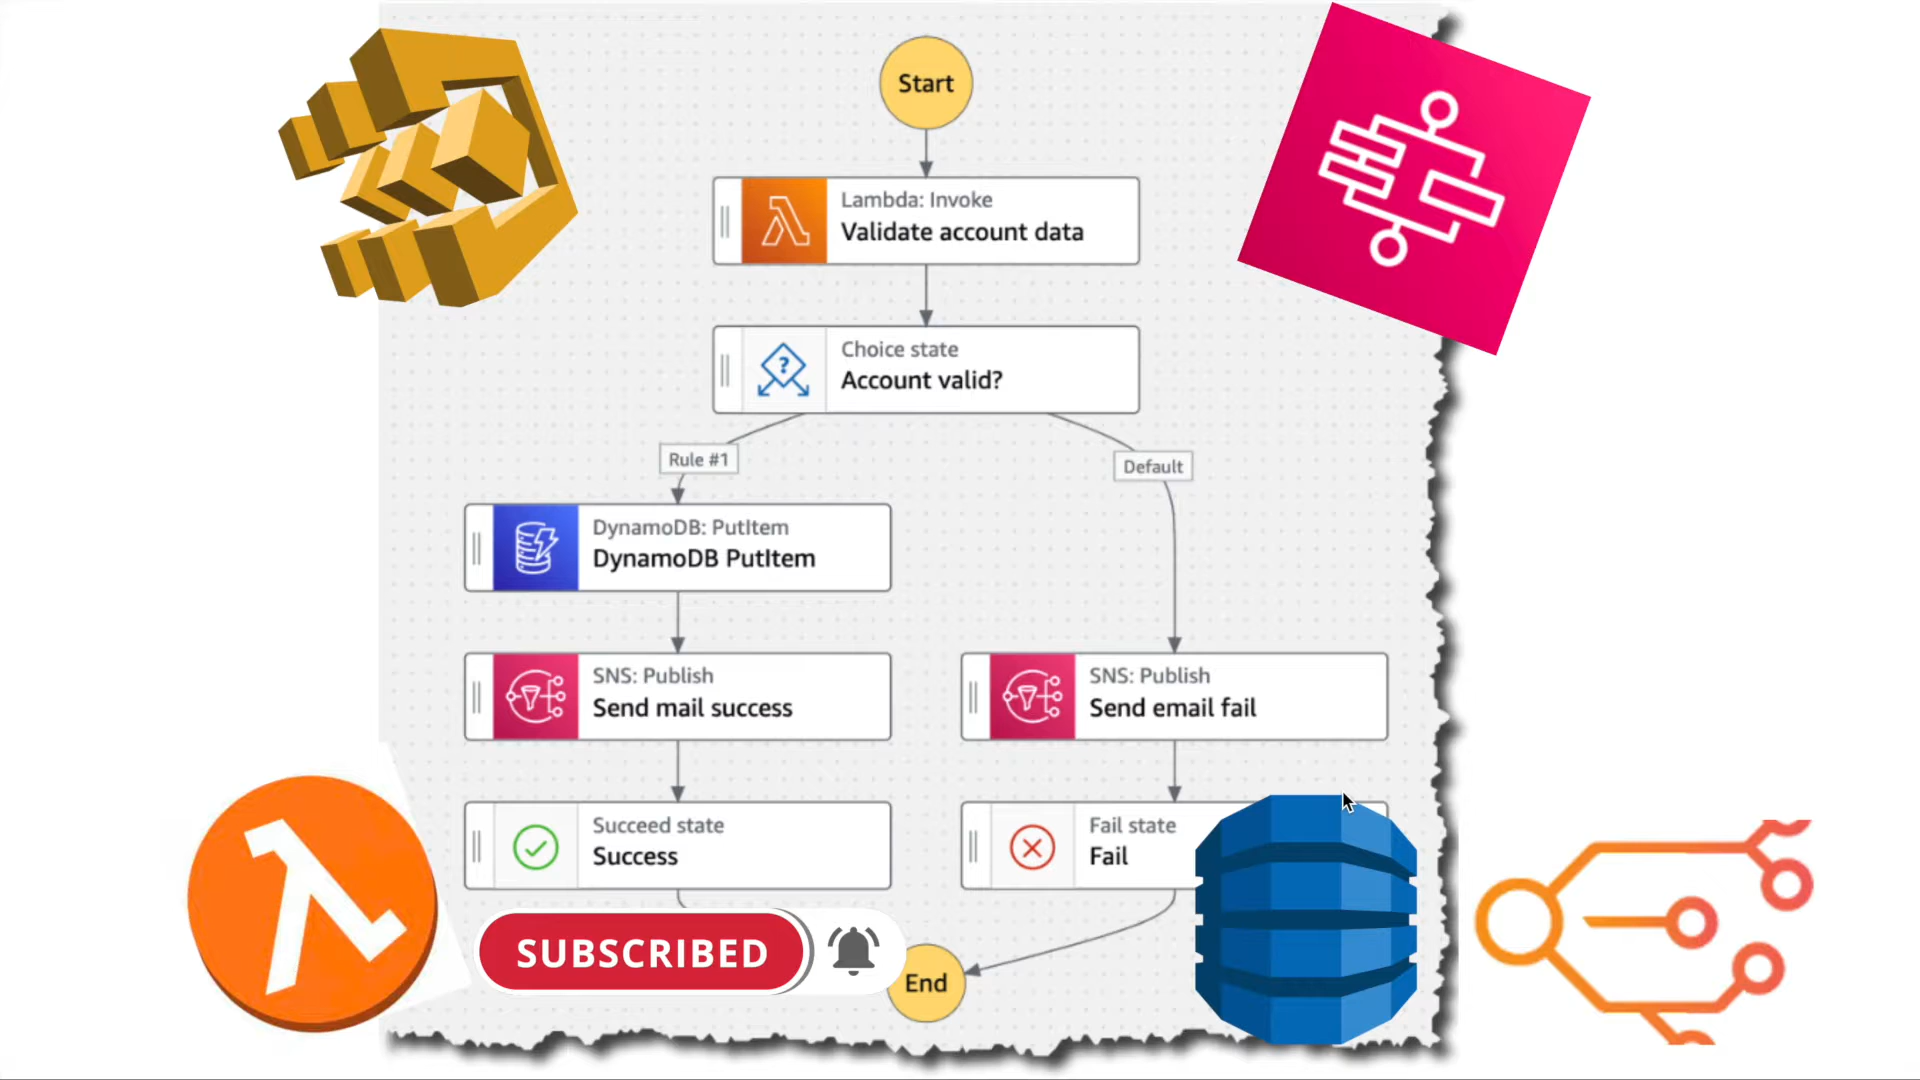 Start
Lambda: Invoke
Validate account data
Choice state
Account valid?
Rule #1
Default
DynamoDB: PutItem
DynamoDB PutItem
SNS: Publish
Send mail success
SNS: Publish
Send email fail
Succeed state
Success
Fail state
Fail
SUBSCRIBED
End